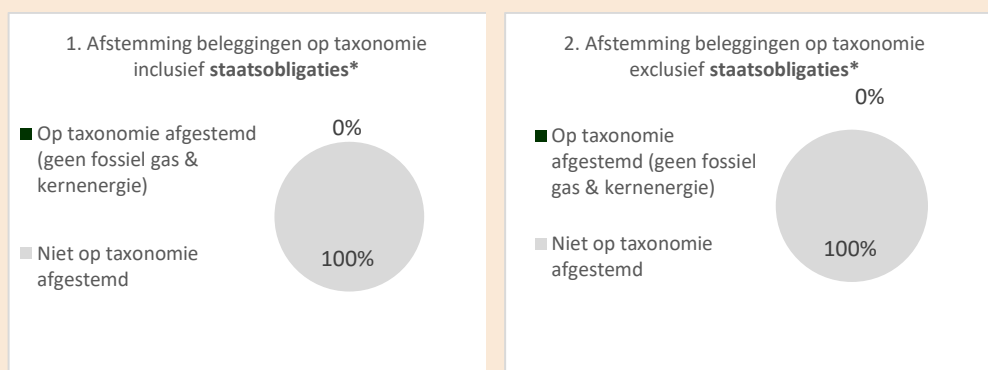 1. Afstemming beleggingen op taxonomie
inclusief staatsobligaties*
Op taxonomie afgestemd
(geen fossiel gas &
kernenergie)
Niet op taxonomie
afgestemd
0%
100%
2. Afstemming beleggingen op taxonomie
exclusief staatsobligaties*
Op taxonomie
afgestemd (geen fossiel
gas & kernenergie)
Niet op taxonomie
afgestemd
0%
100%